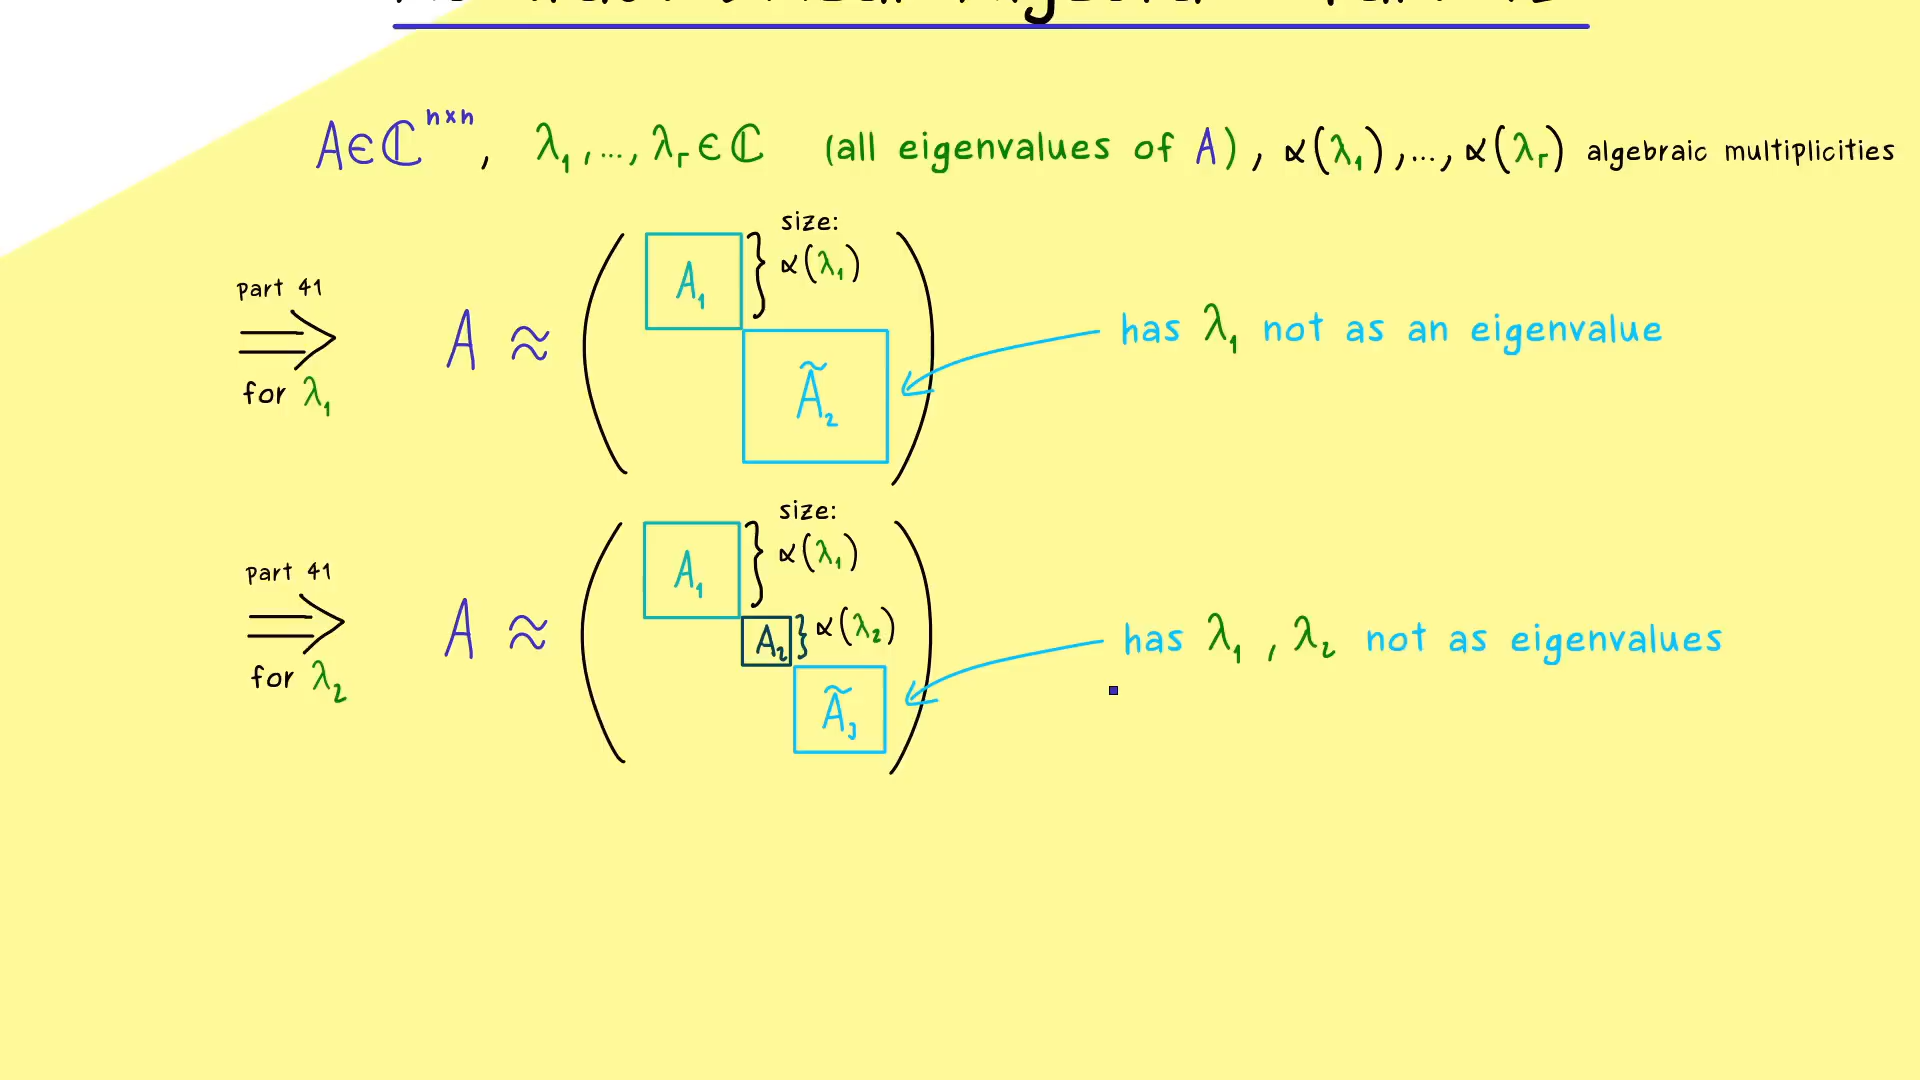 A ∈ ℂⁿˣⁿ, λ₁, ..., λᵣ ∈ ℂ (all eigenvalues of A), α(λ₁), ..., α(λᵣ) algebraic multiplicities
size:
α(λ₁)
A₁
part 41
⟹
for λ₁
A ≈
Ã₂
has λ₁ not as an eigenvalue
size:
α(λ₁)
A₁
part 41
⟹
for λ₂
A ≈
A₂ } α(λ₂)
Ã₃
has λ₁, λ₂ not as eigenvalues